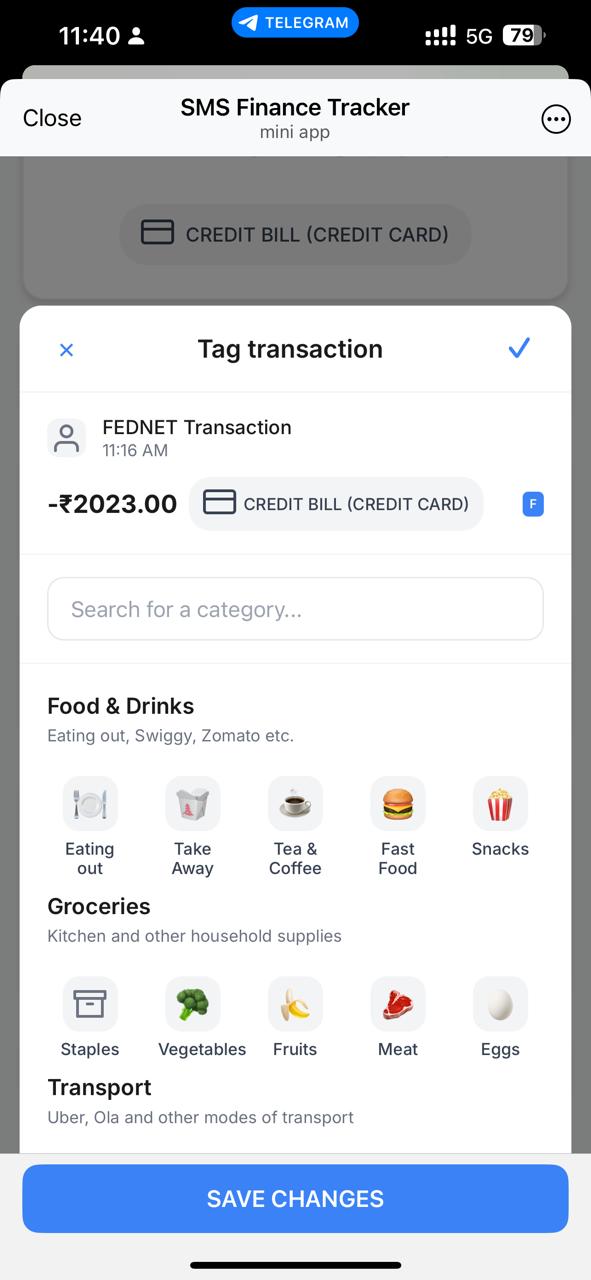 11:40
TELEGRAM
5G
79
Close
SMS Finance Tracker
mini app
CREDIT BILL (CREDIT CARD)
Tag transaction
FEDNET Transaction
11:16 AM
-₹2023.00
CREDIT BILL (CREDIT CARD)
F
Search for a category...
Food & Drinks
Eating out, Swiggy, Zomato etc.
Eating out
Take Away
Tea & Coffee
Fast Food
Snacks
Groceries
Kitchen and other household supplies
Staples
Vegetables
Fruits
Meat
Eggs
Transport
Uber, Ola and other modes of transport
SAVE CHANGES